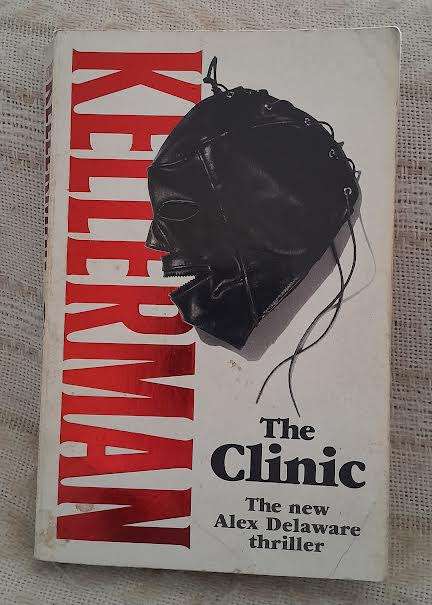 KELLERMAN
The
Clinic
The new
Alex Delaware
thriller